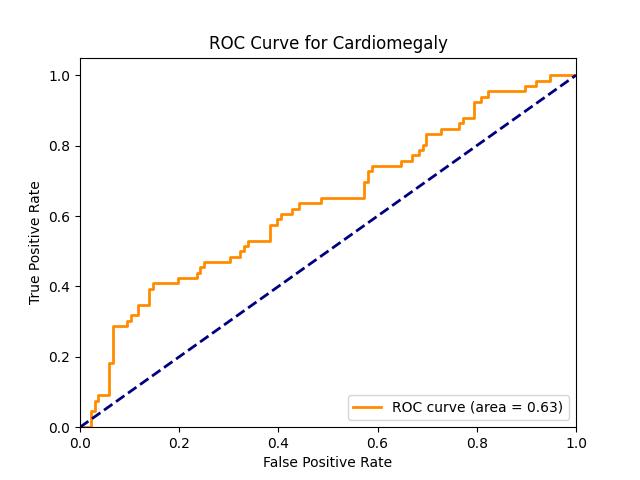 ROC Curve for Cardiomegaly
True Positive Rate
1.0
0.8
0.6
0.4
0.2
0.0
ROC curve (area = 0.63)
0.0 0.2 0.4 0.6 0.8 1.0
False Positive Rate